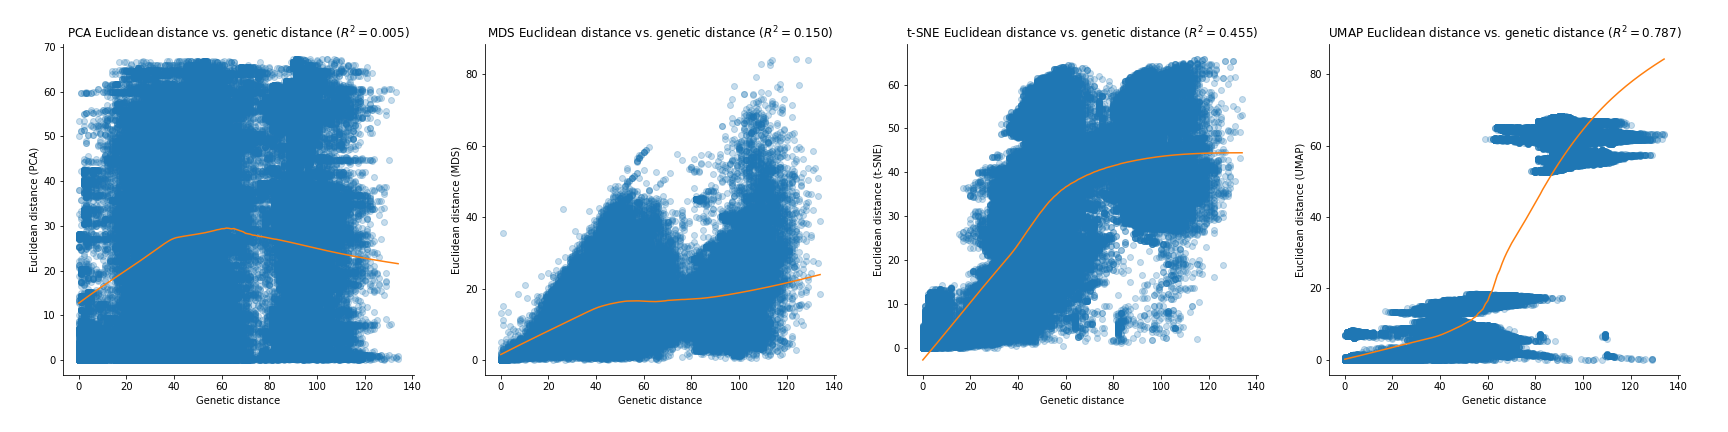 PCA Euclidean distance vs. genetic distance (R² = 0.005)
Euclidean distance (PCA)
70
60
50
40
30
20
10
0
0 20 40 60 80 100 120 140
Genetic distance
MDS Euclidean distance vs. genetic distance (R² = 0.150)
Euclidean distance (MDS)
80
60
40
20
0
0 20 40 60 80 100 120 140
Genetic distance
t-SNE Euclidean distance vs. genetic distance (R² = 0.455)
Euclidean distance (t-SNE)
60
50
40
30
20
10
0
0 20 40 60 80 100 120 140
Genetic distance
UMAP Euclidean distance vs. genetic distance (R² = 0.787)
Euclidean distance (UMAP)
80
60
40
20
0
0 20 40 60 80 100 120 140
Genetic distance